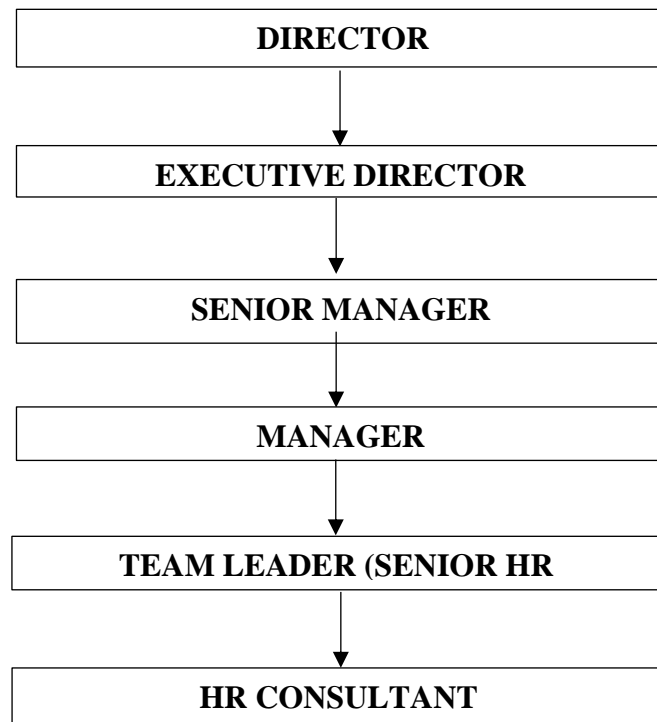 DIRECTOR
EXECUTIVE DIRECTOR
SENIOR MANAGER
MANAGER
TEAM LEADER (SENIOR HR
HR CONSULTANT